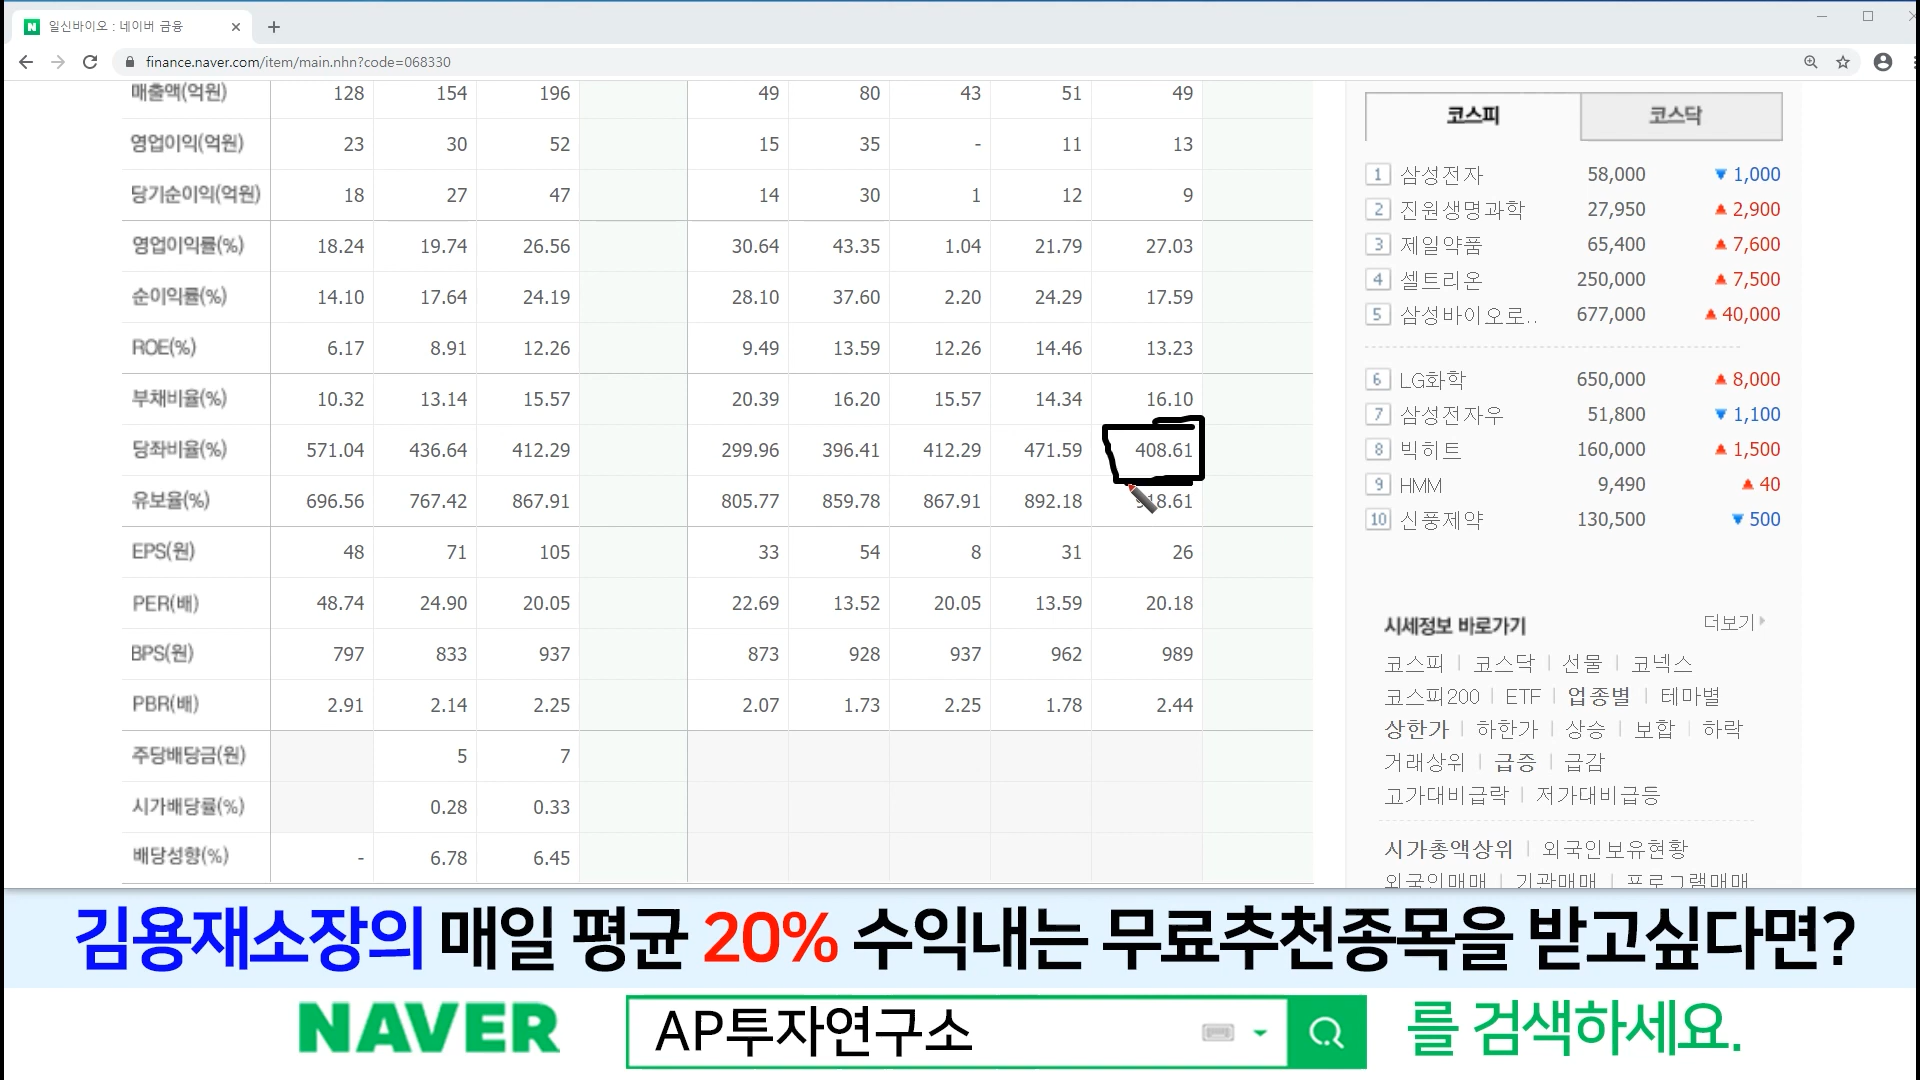 일신바이오 : 네이버 금융
finance.naver.com/item/main.nhn?code=068330
매출액(억원) 128 154 196 49 80 43 51 49
영업이익(억원) 23 30 52 15 35 - 11 13
당기순이익(억원) 18 27 47 14 30 1 12 9
영업이익률(%) 18.24 19.74 26.56 30.64 43.35 1.04 21.79 27.03
순이익률(%) 14.10 17.64 24.19 28.10 37.60 2.20 24.29 17.59
ROE(%) 6.17 8.91 12.26 9.49 13.59 12.26 14.46 13.23
부채비율(%) 10.32 13.14 15.57 20.39 16.20 15.57 14.34 16.10
당좌비율(%) 571.04 436.64 412.29 299.96 396.41 412.29 471.59 408.61
유보율(%) 696.56 767.42 867.91 805.77 859.78 867.91 892.18
EPS(원) 48 71 105 33 54 8 31 26
PER(배) 48.74 24.90 20.05 22.69 13.52 20.05 13.59 20.18
BPS(원) 797 833 937 873 928 937 962 989
PBR(배) 2.91 2.14 2.25 2.07 1.73 2.25 1.78 2.44
주당배당금(원) 5 7
시가배당률(%) 0.28 0.33
배당성향(%) - 6.78 6.45
코스피 코스닥
1 삼성전자 58,000 ▼ 1,000
2 진원생명과학 27,950 ▲ 2,900
3 제일약품 65,400 ▲ 7,600
4 셀트리온 250,000 ▲ 7,500
5 삼성바이오로.. 677,000 ▲ 40,000
6 LG화학 650,000 ▲ 8,000
7 삼성전자우 51,800 ▼ 1,100
8 빅히트 160,000 ▲ 1,500
9 HMM 9,490 ▲ 40
10 신풍제약 130,500 ▼ 500
시세정보 바로가기 더보기
코스피 | 코스닥 | 선물 | 코넥스
코스피200 | ETF | 업종별 | 테마별
상한가 | 하한가 | 상승 | 보합 | 하락
거래상위 | 급증 | 급감
고가대비급락 | 저가대비급등
시가총액상위 | 외국인보유현황
외국인매매 | 기관매매 | 프로그램매매
김용재소장의 매일 평균 20% 수익내는 무료추천종목을 받고싶다면?
NAVER AP투자연구소 를 검색하세요.